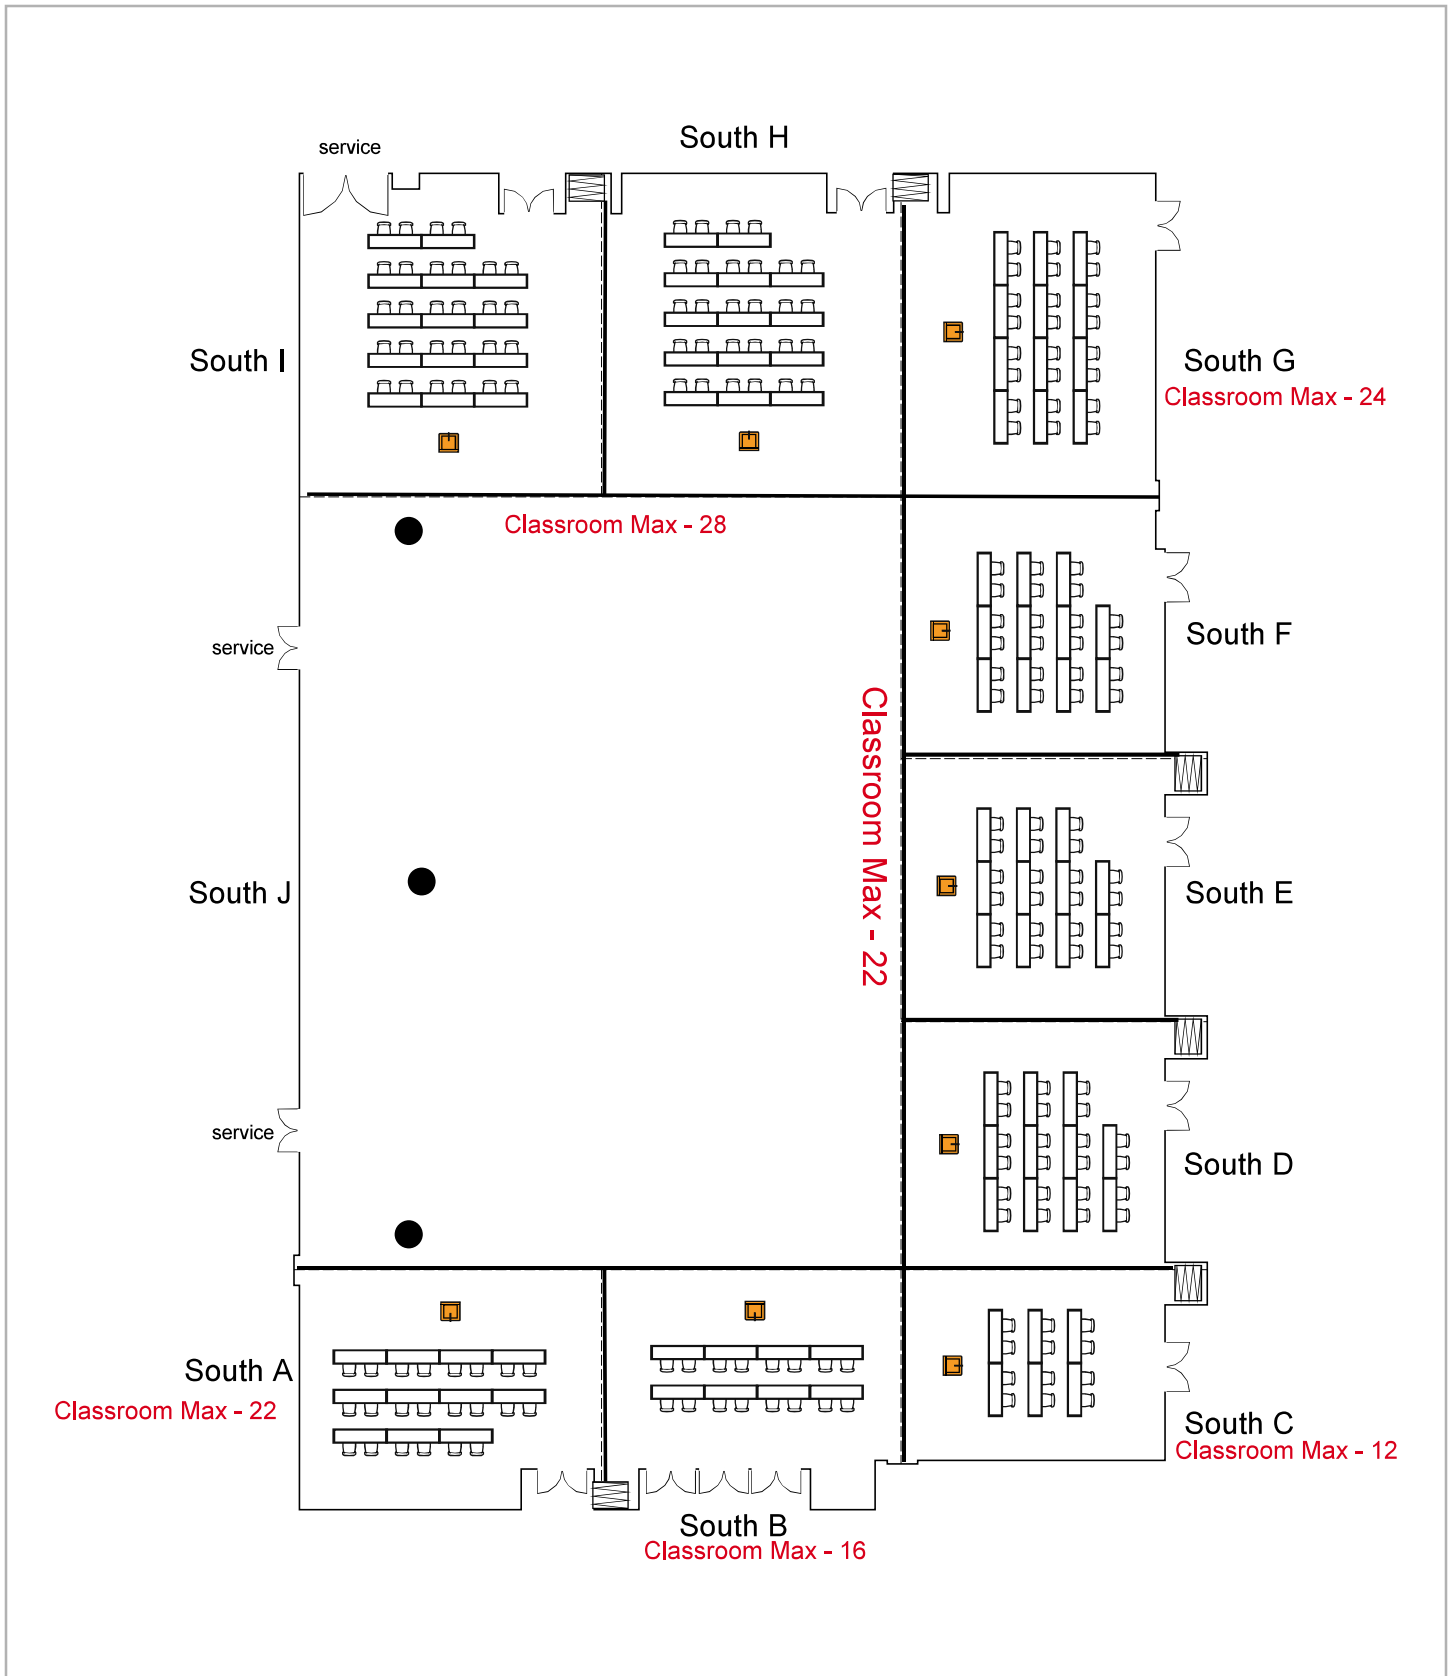 South H
service
South I
South G
Classroom Max - 24
Classroom Max - 28
South F
service
Classroom Max - 22
South J
South E
service
South D
South A
Classroom Max - 22
South C
Classroom Max - 12
South B
Classroom Max - 16